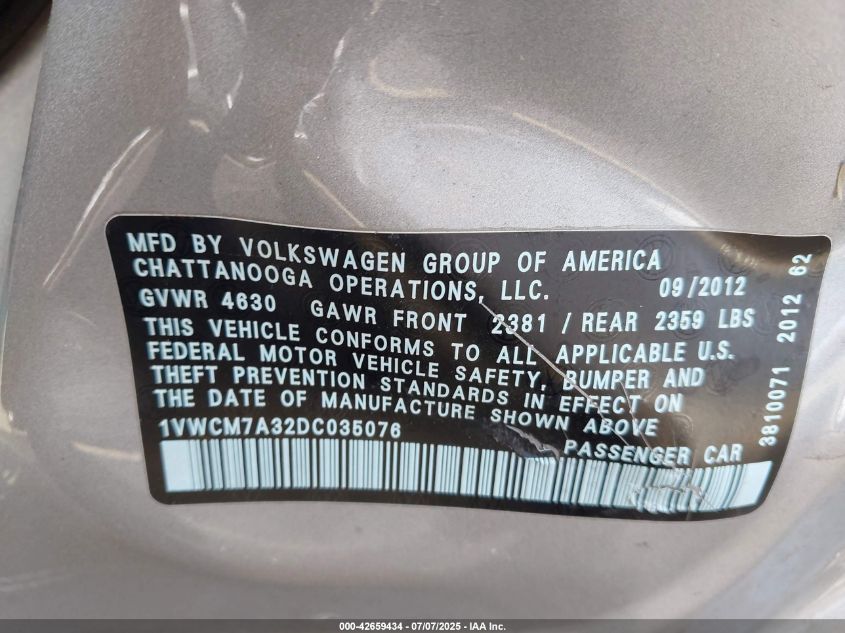 MFD BY VOLKSWAGEN GROUP OF AMERICA
CHATTANOOGA OPERATIONS, LLC. 09/2012
GVWR 4630 GAWR FRONT 2381 / REAR 2359 LBS
THIS VEHICLE CONFORMS TO ALL APPLICABLE U.S.
FEDERAL MOTOR VEHICLE SAFETY, BUMPER AND
THEFT PREVENTION STANDARDS IN EFFECT ON
THE DATE OF MANUFACTURE SHOWN ABOVE
1VWCM7A32DC035076 PASSENGER CAR
3810071 2012 62
000-42659434 - 07/07/2025 - IAA Inc.